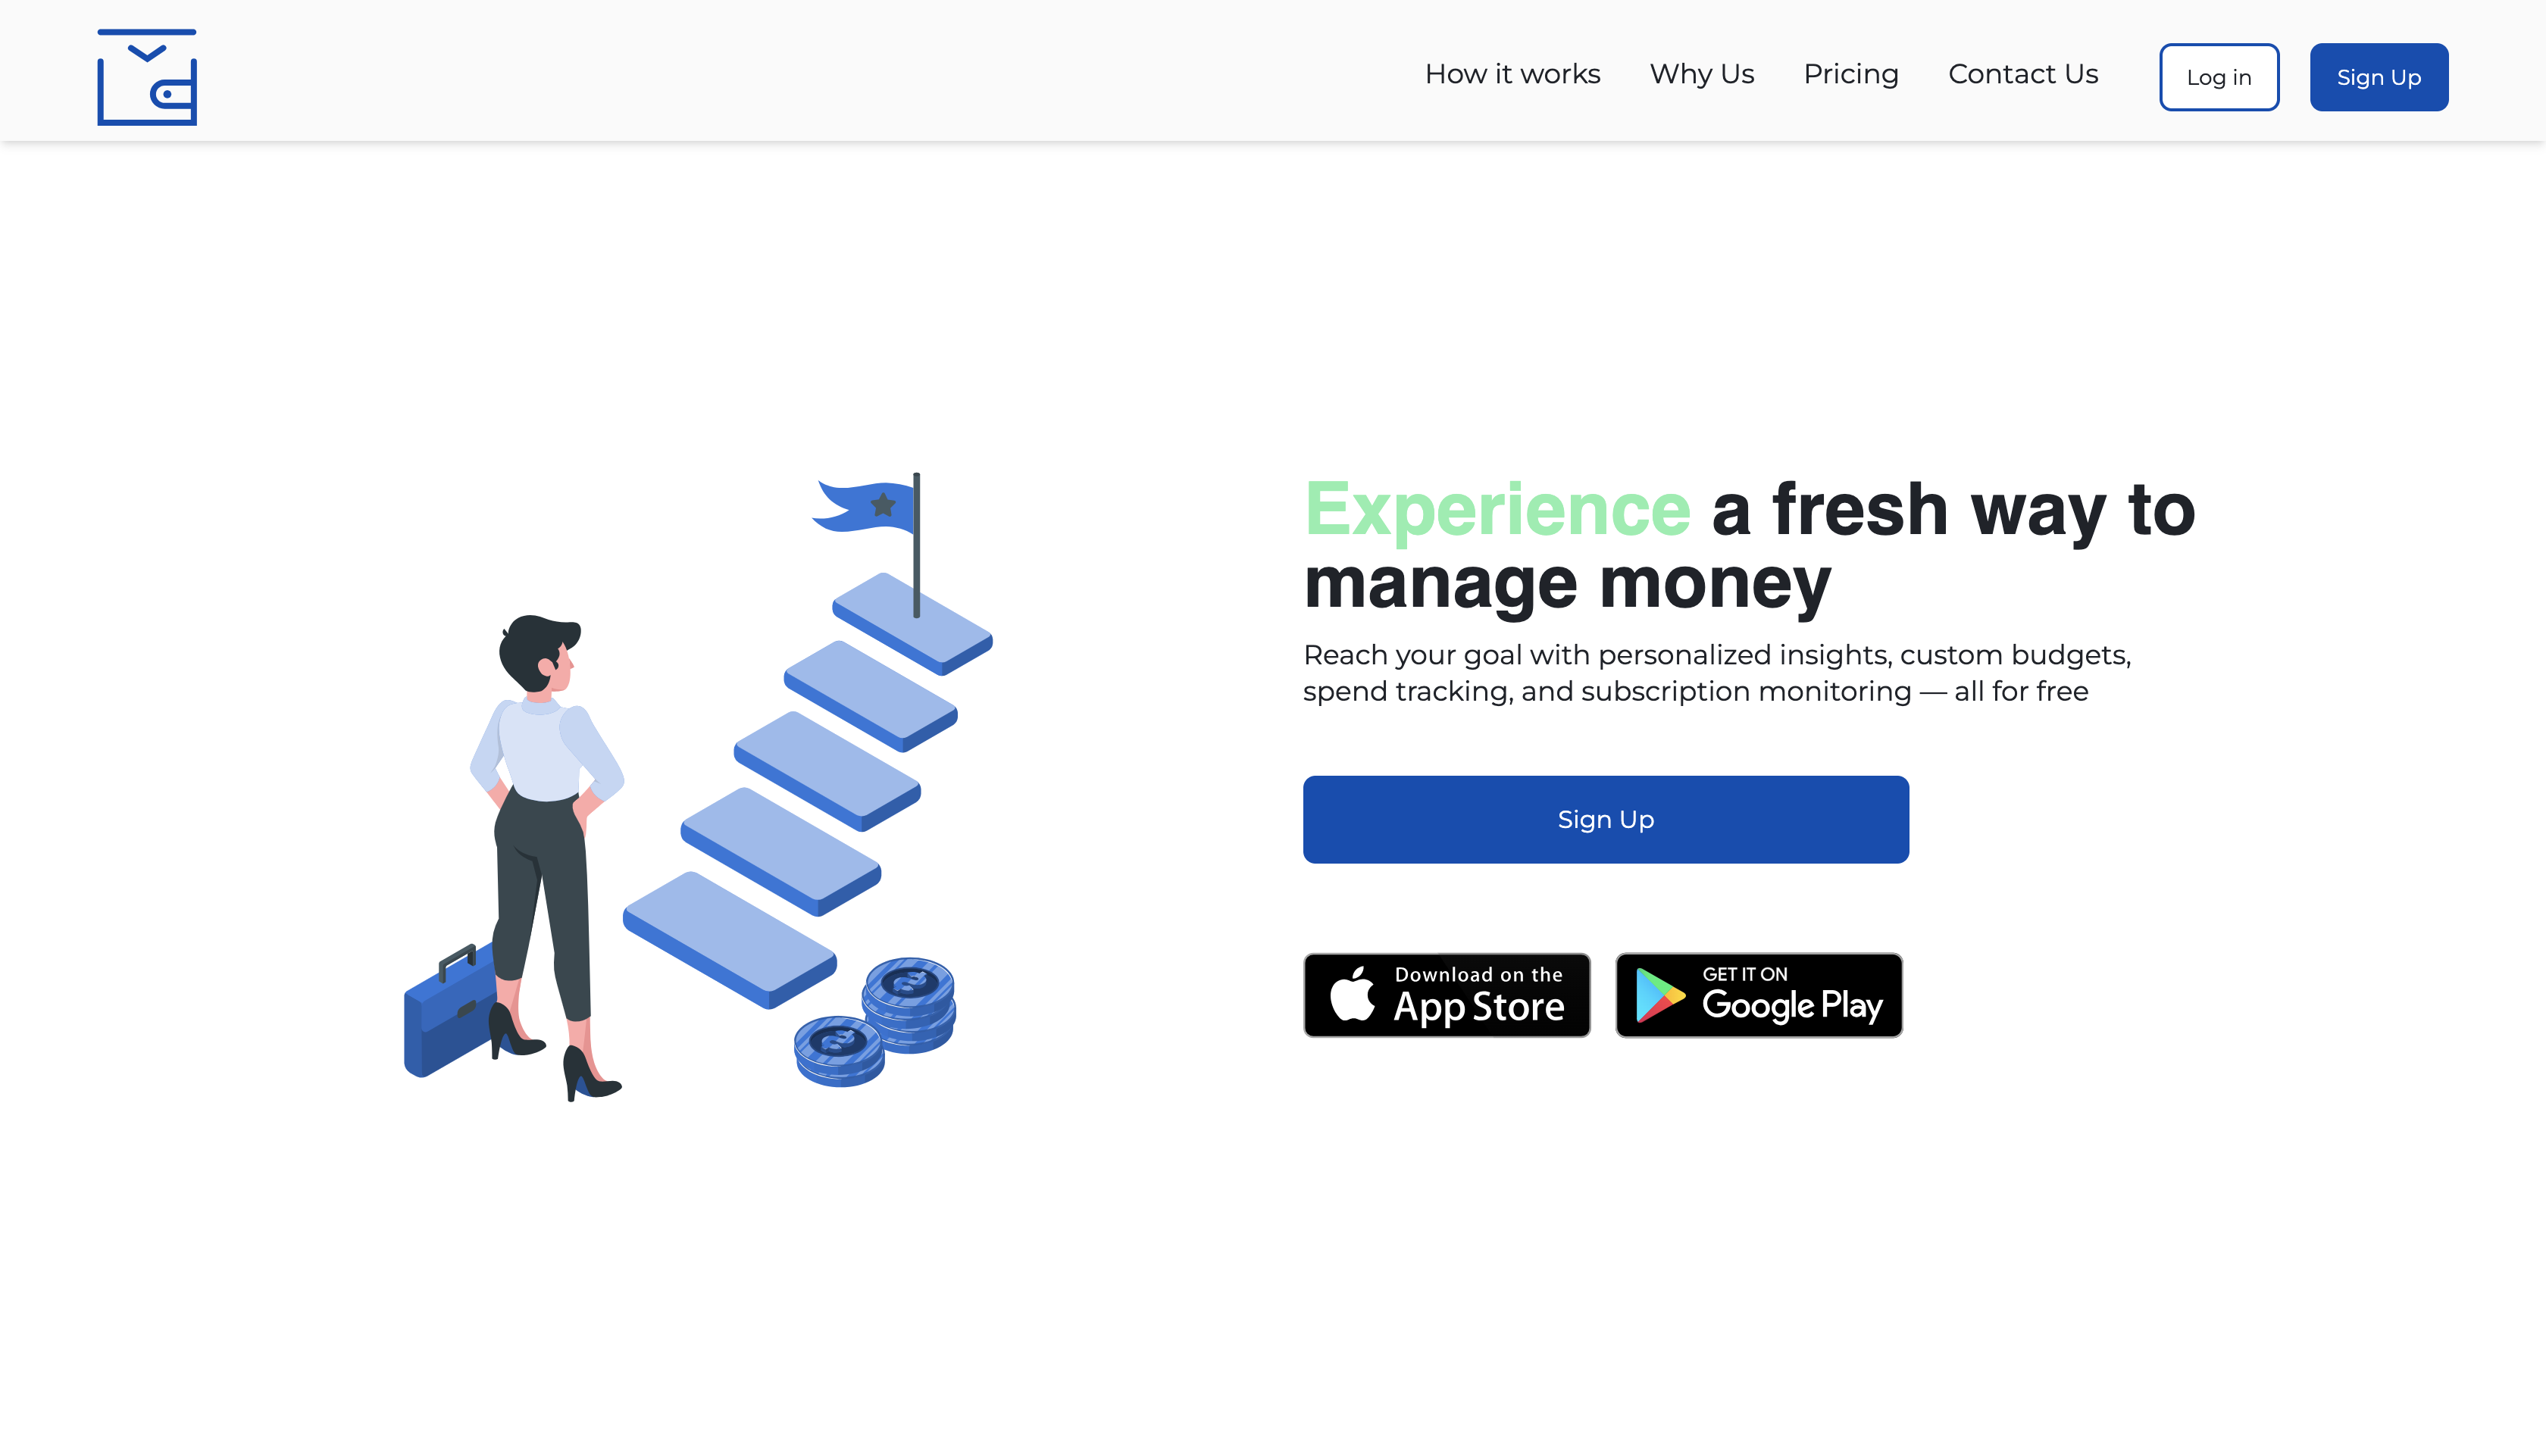 How it works Why Us Pricing Contact Us Log in Sign Up
Experience a fresh way to
manage money
Reach your goal with personalized insights, custom budgets,
spend tracking, and subscription monitoring — all for free
Sign Up
Download on the
App Store
GET IT ON
Google Play